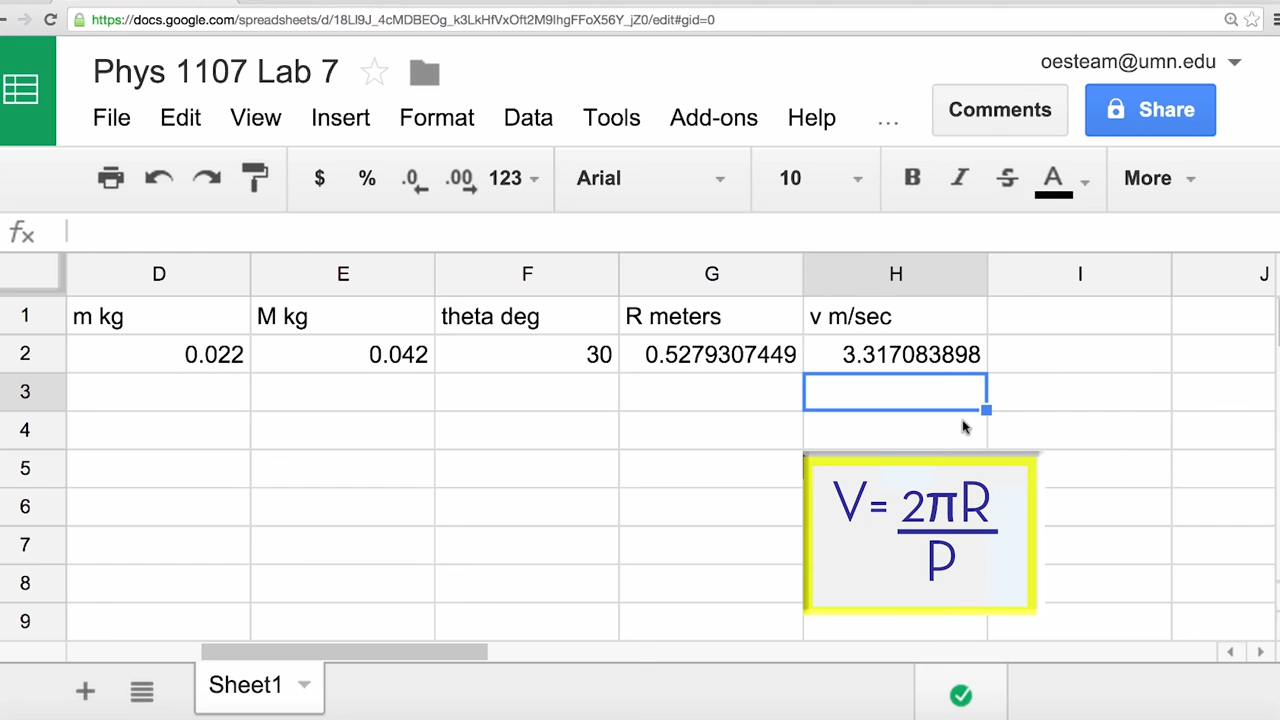 https://docs.google.com/spreadsheets/d/18Ll9J_4cMDBEOg_k3LkHfVxOft2M9lhgFFoX56Y_jZ0/edit#gid=0
Phys 1107 Lab 7
oesteam@umn.edu
File Edit View Insert Format Data Tools Add-ons Help ...
Comments
Share
$ % .0 .00 123 Arial 10 B I S A More
fx
D E F G H I J
1 m kg M kg theta deg R meters v m/sec
2 0.022 0.042 30 0.5279307449 3.317083898
3
4
5
6
7
8
9
V= 2πR
P
+ Sheet1